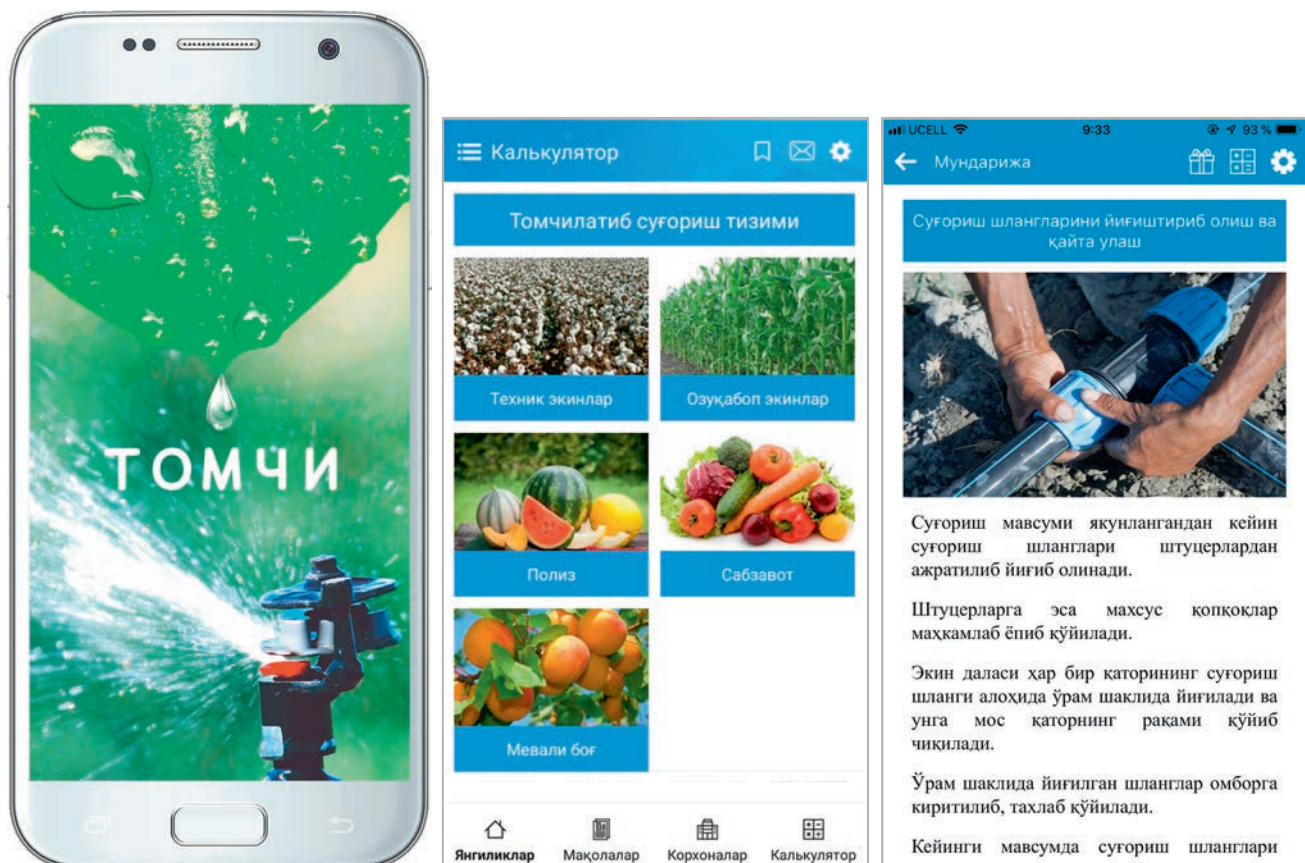 ТОМЧИ
Калькулятор
Томчилатиб суғориш тизими
Техник экинлар
Озуқабоп экинлар
Полиз
Сабзавот
Мевали боғ
Янгиликлар
Мақолалар
Корхоналар
Калькулятор
UCELL
9:33
93 %
Мундарижа
Суғориш шлангларини йиғиштириб олиш ва
қайта улаш
Суғориш мавсуми якунлангандан кейин
суғориш шланглари штуцерлардан
ажратилиб йиғиб олинади.
Штуцерларга эса махсус қопқоқлар
маҳкамлаб ёпиб қўйилади.
Экин даласи ҳар бир қаторининг суғориш
шланги алоҳида ўрам шаклида йиғилади ва
унга мос қаторнинг рақами қўйиб
чиқилади.
Ўрам шаклида йиғилган шланглар омборга
киритилиб, тахлаб қўйилади.
Кейинги мавсумда суғориш шланглари